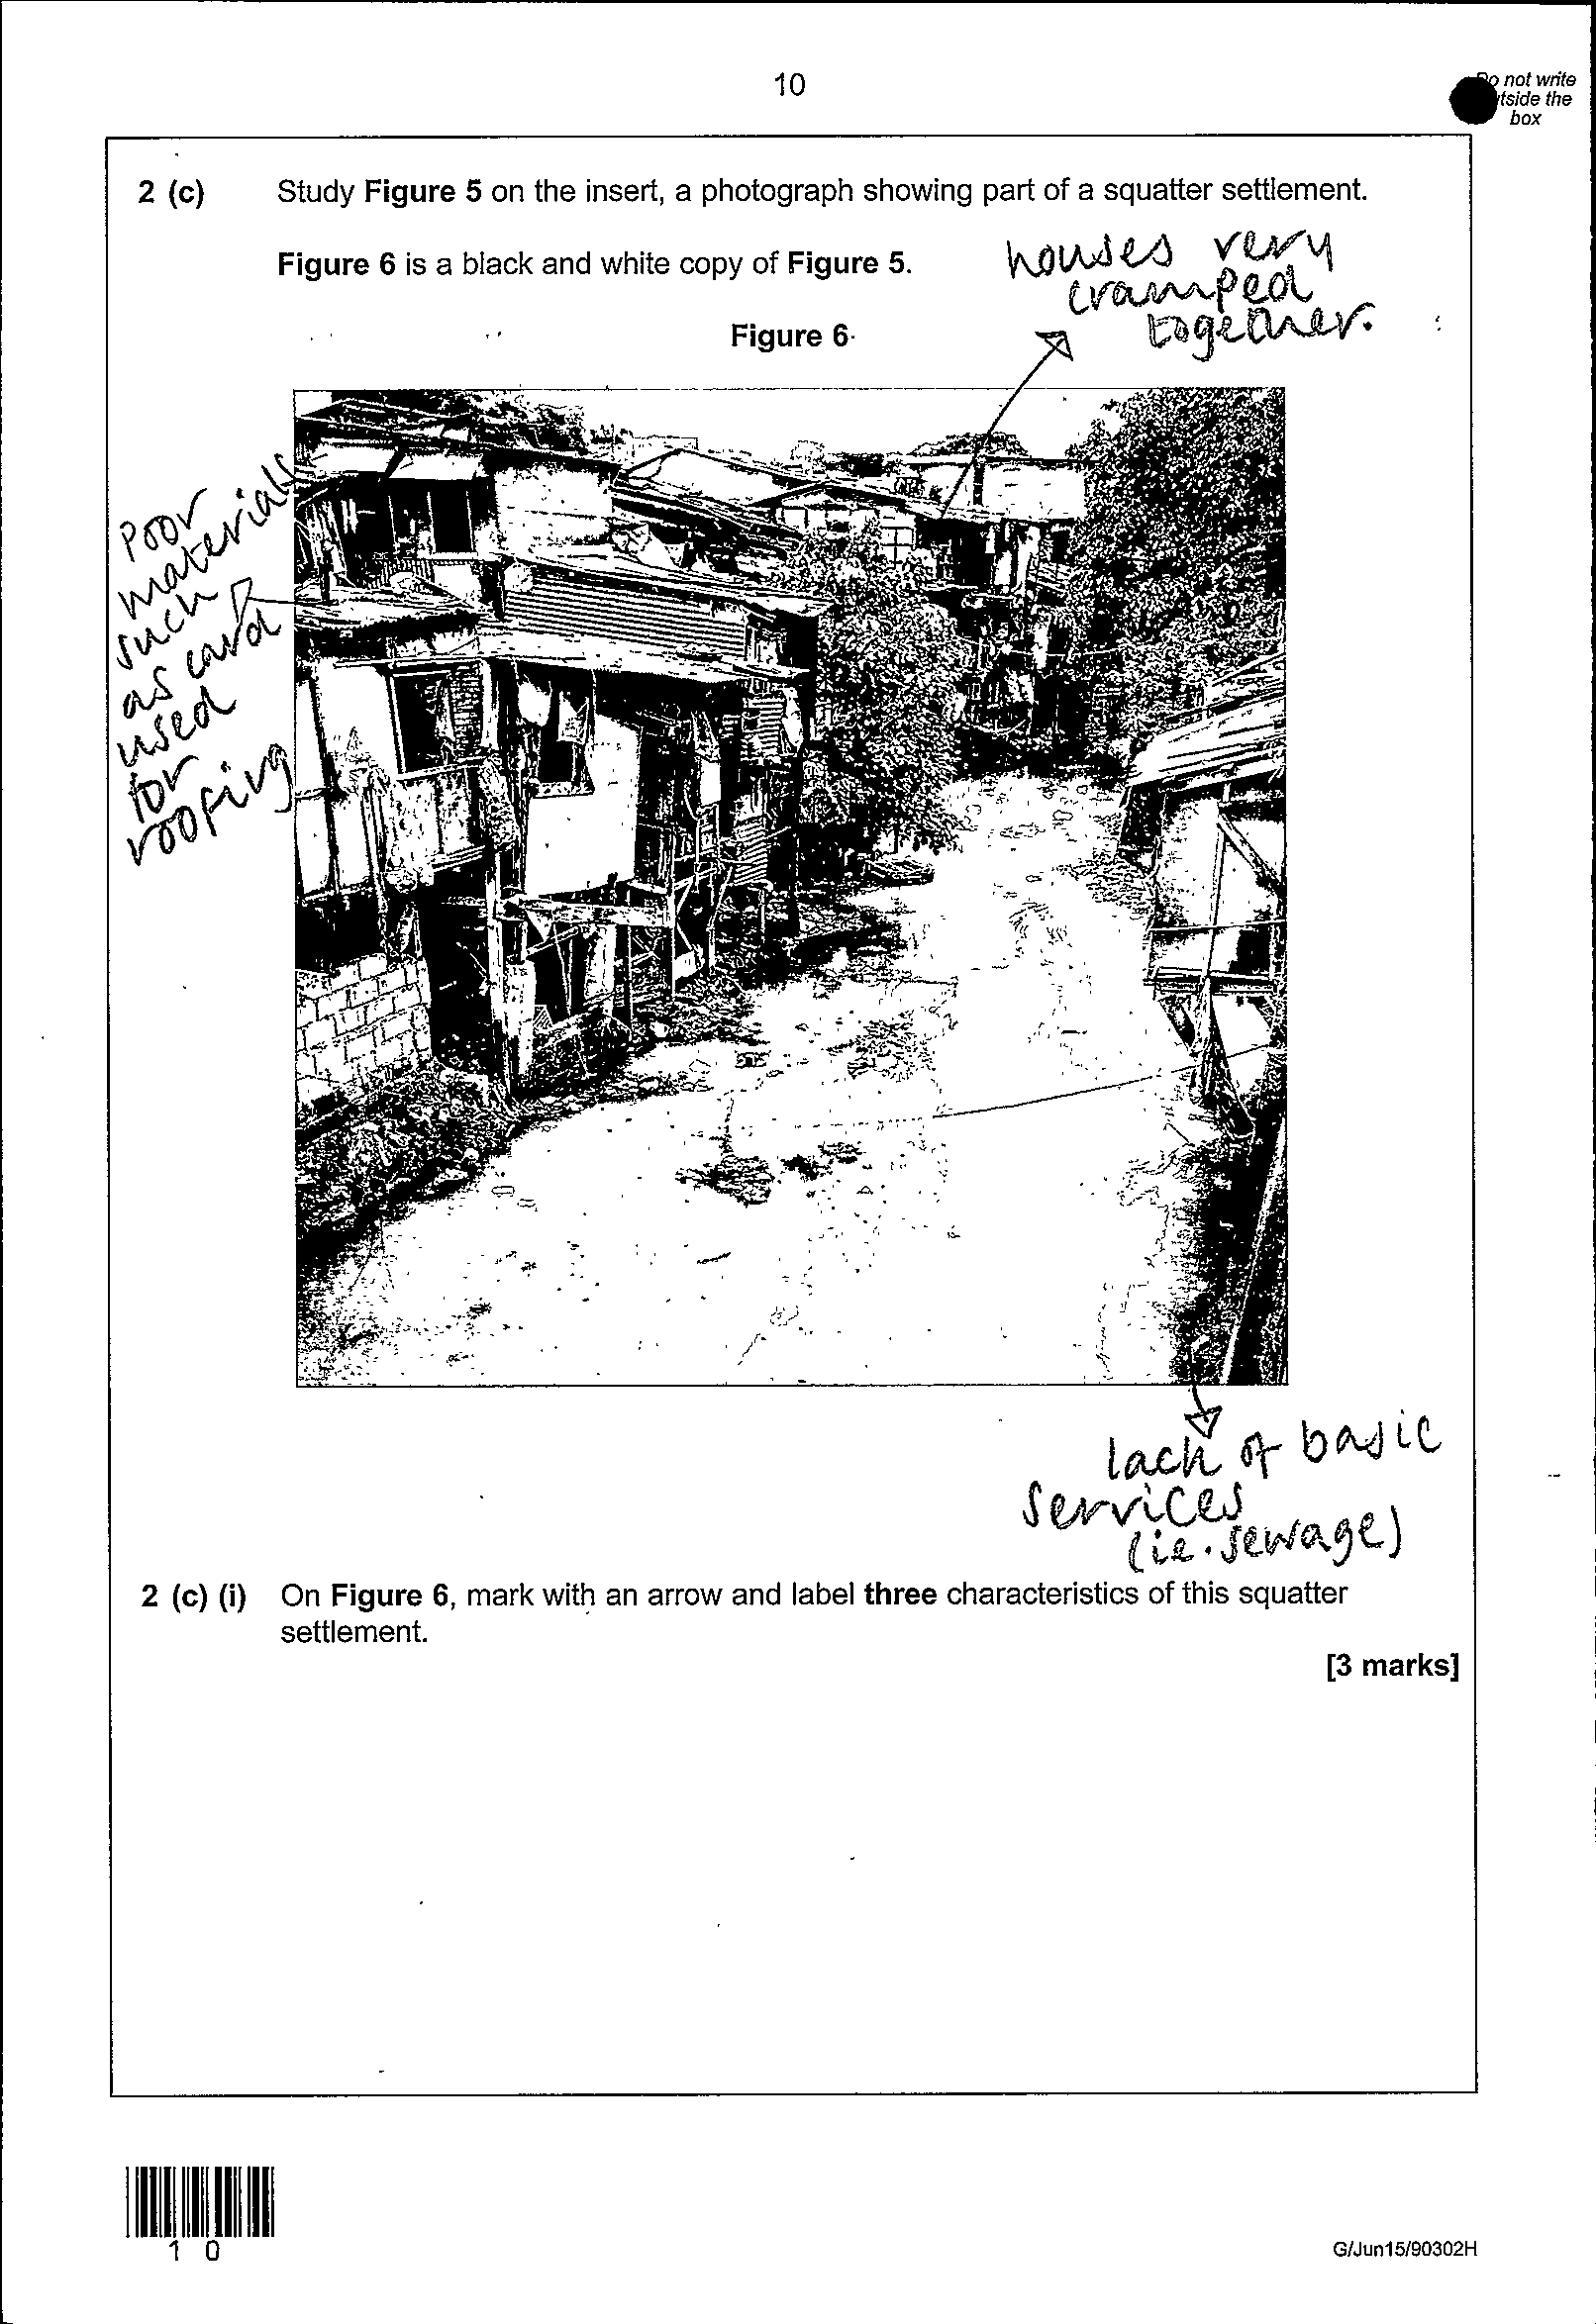 10
Do not write
outside the
box
2 (c) Study Figure 5 on the insert, a photograph showing part of a squatter settlement.
Figure 6 is a black and white copy of Figure 5.
houses very
cramped
together.
Figure 6
Poor
materials
such
as card
used
for
roofing
lack of basic
services
(ie. sewage)
2 (c) (i) On Figure 6, mark with an arrow and label three characteristics of this squatter
settlement.
[3 marks]
1 0
G/Jun15/90302H